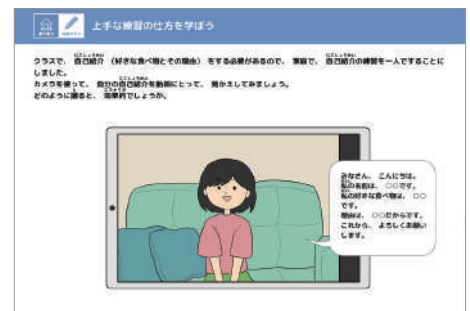 上手な練習の仕方を学ぼう
クラスで、自己紹介（好きな食べ物とその理由）をする必要があるので、家庭で、自己紹介の練習を一人ですることに
しました。
カメラを使って、自分の自己紹介を動画にとって、見かえしてみましょう。
どのように撮ると、効果的でしょうか。
みなさん、こんにちは。
私の名前は、○○です。
私の好きな食べ物は、○○
です。
理由は、○○だからです。
これから、よろしくお願い
します。